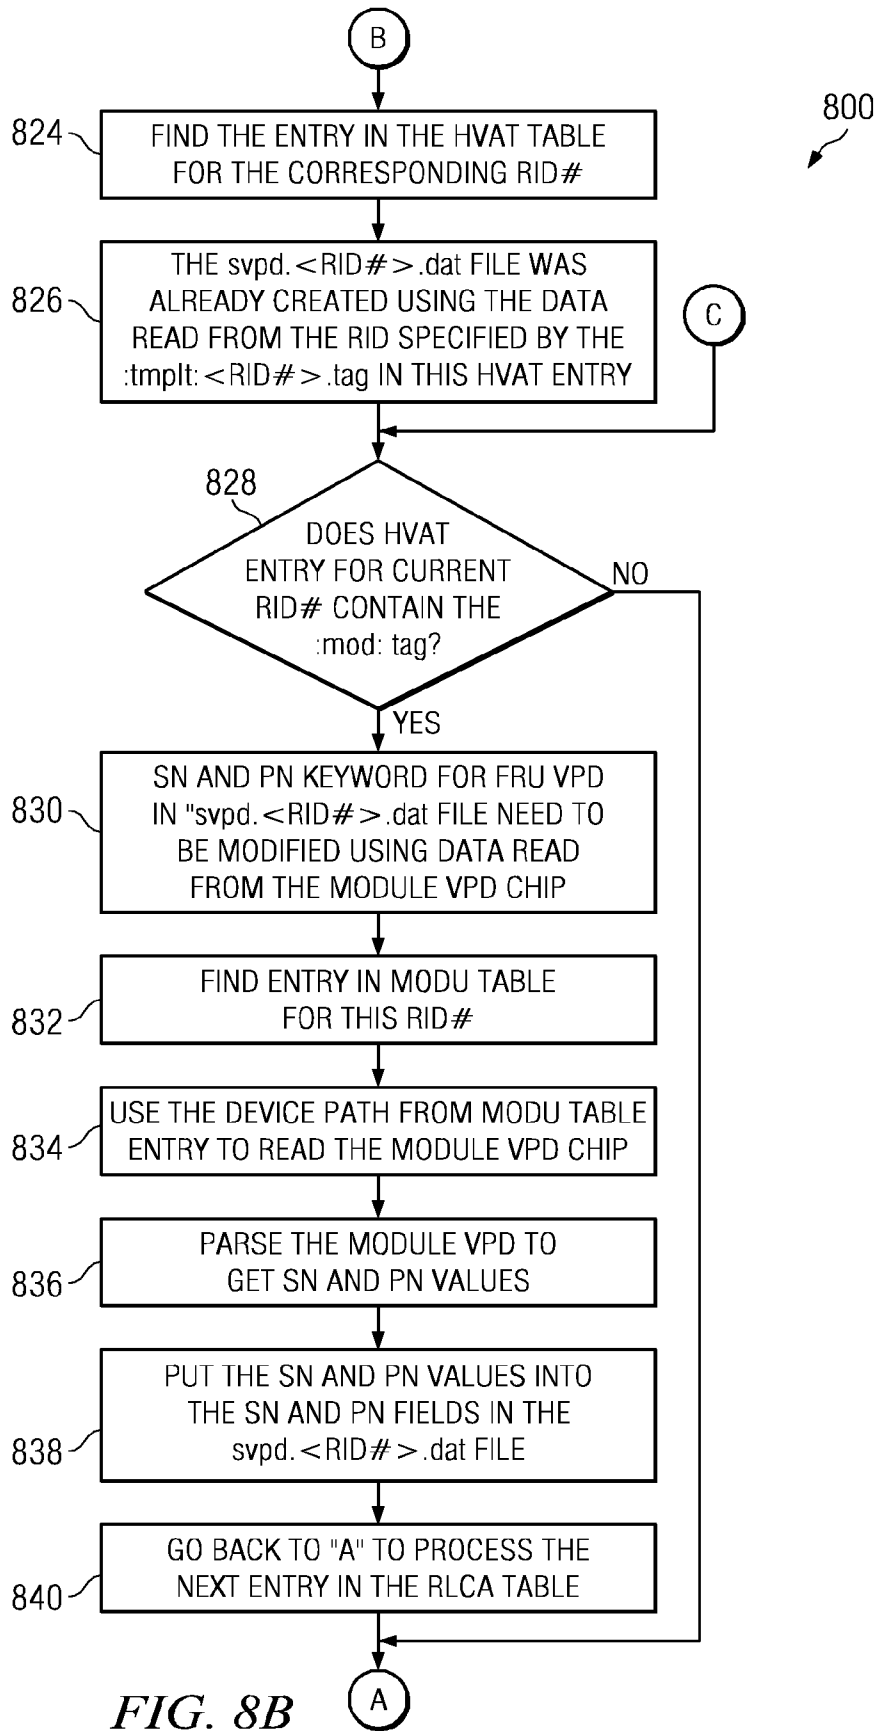 B
800
824
FIND THE ENTRY IN THE HVAT TABLE
FOR THE CORRESPONDING RID#
826
THE svpd.<RID#>.dat FILE WAS
ALREADY CREATED USING THE DATA
READ FROM THE RID SPECIFIED BY THE
:tmplt:<RID#>.tag IN THIS HVAT ENTRY
C
828
DOES HVAT
ENTRY FOR CURRENT
RID# CONTAIN THE
:mod: tag?
NO
YES
830
SN AND PN KEYWORD FOR FRU VPD
IN "svpd.<RID#>.dat FILE NEED TO
BE MODIFIED USING DATA READ
FROM THE MODULE VPD CHIP
832
FIND ENTRY IN MODU TABLE
FOR THIS RID#
834
USE THE DEVICE PATH FROM MODU TABLE
ENTRY TO READ THE MODULE VPD CHIP
836
PARSE THE MODULE VPD TO
GET SN AND PN VALUES
838
PUT THE SN AND PN VALUES INTO
THE SN AND PN FIELDS IN THE
svpd.<RID#>.dat FILE
840
GO BACK TO "A" TO PROCESS THE
NEXT ENTRY IN THE RLCA TABLE
A
FIG. 8B